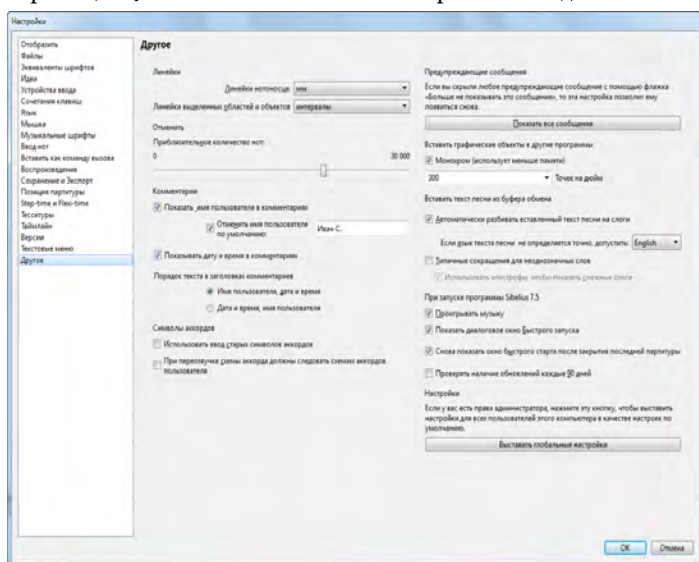 Настройки
Отобразить
Файлы
Эквиваленты шрифтов
Идеи
Устройства ввода
Сочетания клавиш
Язык
Мышка
Музыкальные шрифты
Ввод нот
Вставить как команду вызова
Воспроизведение
Сохранение и Экспорт
Позиция партитуры
Step-time и Flexi-time
Тесситуры
Таймлайн
Версии
Текстовые меню
Другое
Другое
Линейки
Линейки нотоносца:
мм
Линейки выделенных областей и объектов
интервалы
Отменить
Приблизительное количество нот:
0
30 000
Комментарии
Показать имя пользователя в комментариях
Отменить имя пользователя
по умолчанию:
Иван С.
Показывать дату и время в комментариях
Порядок текста в заголовках комментариев
Имя пользователя, дата и время
Дата и время, имя пользователя
Символы аккордов
Использовать ввод старых символов аккордов
При переозвучке схемы аккорда должны следовать схемам аккордов
пользователя
Предупреждающие сообщения
Если вы скрыли любое предупреждающее сообщение с помощью флажка
«Больше не показывать это сообщение», то эта настройка позволит ему
появиться снова.
Показать все сообщения
Вставить графические объекты в другие программы
Монохром (использует меньше памяти)
300
Точек на дюйм
Вставить текст песни из буфера обмена
Автоматически разбивать вставленный текст песни на слоги
Если язык текста песни не определяется точно, допустить:
English
Типичные сокращения для неоднозначных слов
Использовать апострофы, чтобы показать сложные слоги
При запуске программы Sibelius 7.5
Проигрывать музыку
Показать диалоговое окно Быстрого запуска
Снова показать окно быстрого старта после закрытия последней партитуры
Проверять наличие обновлений каждые 90 дней
Настройки
Если у вас есть права администратора, нажмите эту кнопку, чтобы выставить
настройки для всех пользователей этого компьютера в качестве настроек по
умолчанию.
Выставить глобальные настройки
OK
Отмена